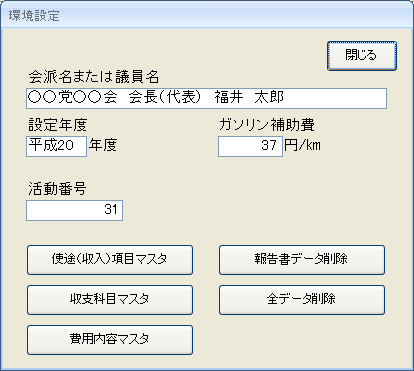 環境設定
閉じる
会派名または議員名
○○党○○会　会長(代表)　福井　太郎
設定年度　ガソリン補助費
平成20 年度　37 円/km
活動番号
31
使途(収入)項目マスタ　報告書データ削除
収支科目マスタ　全データ削除
費用内容マスタ